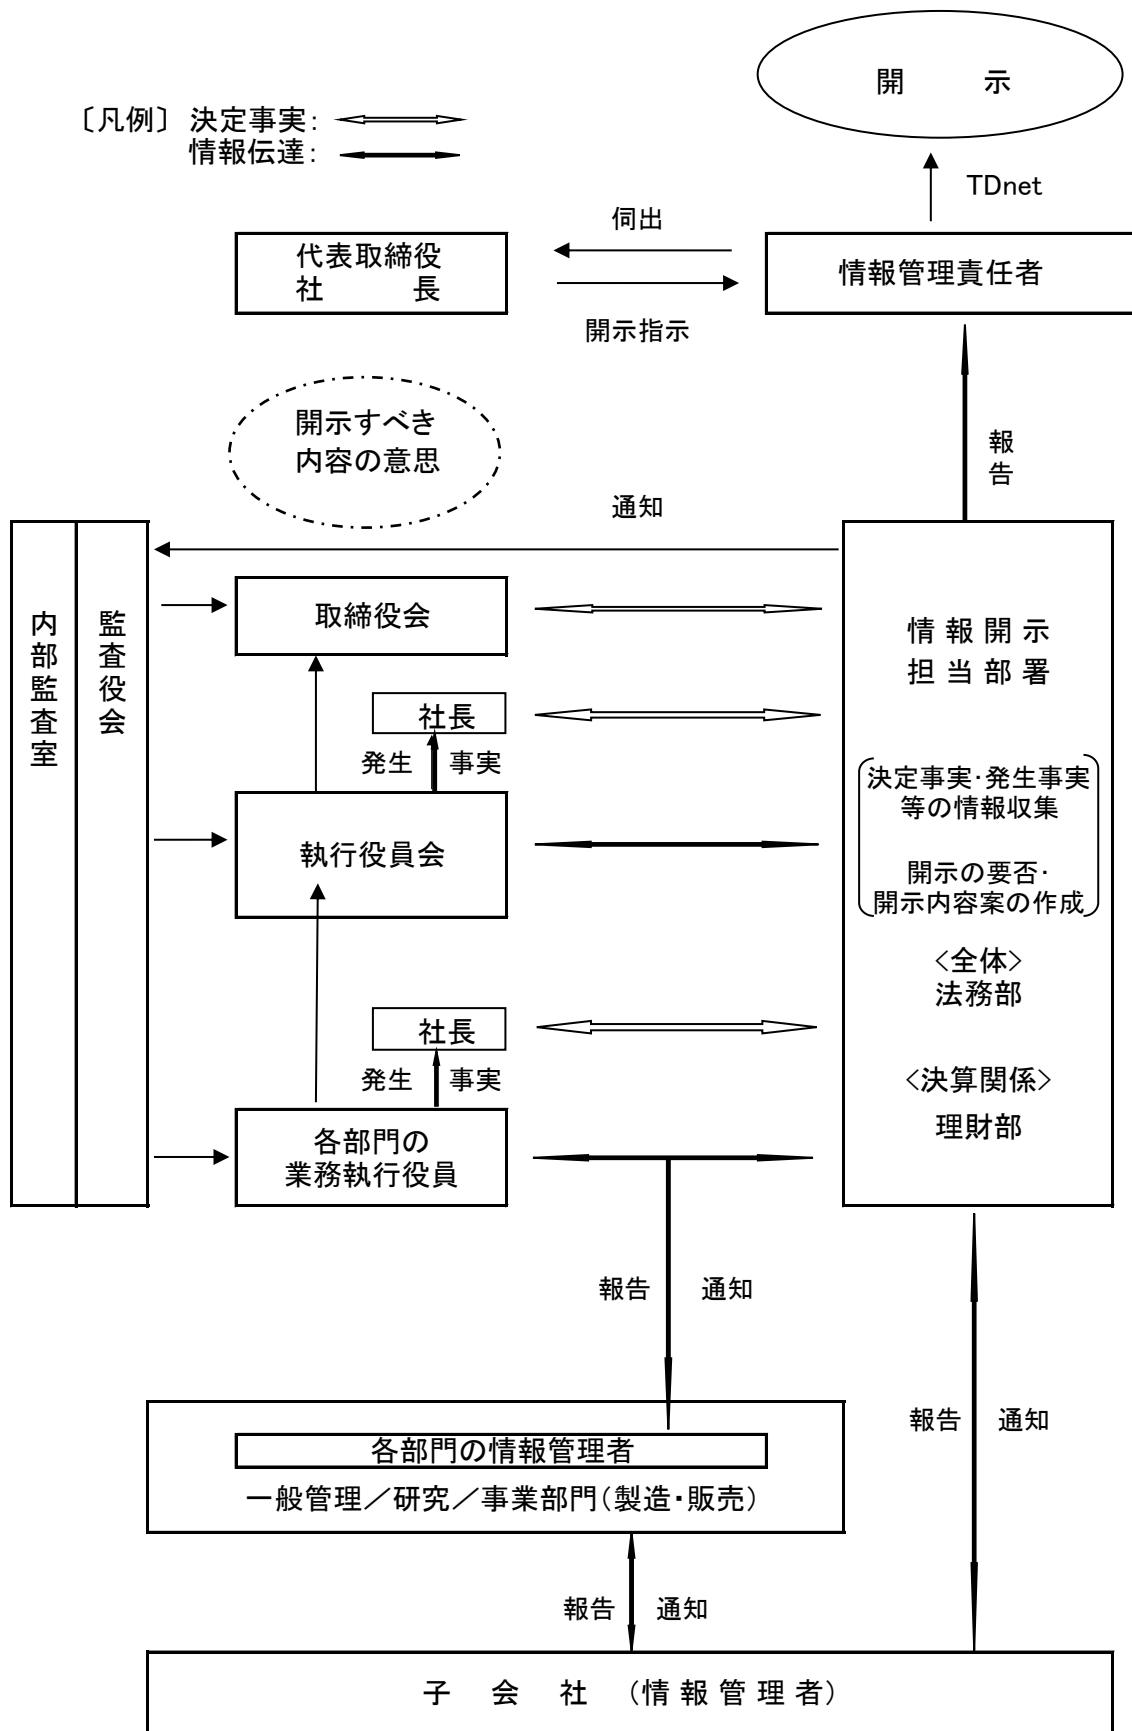 開 示
〔凡例〕 決定事実:
情報伝達:
TDnet
伺出
代表取締役
社 長
情報管理責任者
開示指示
開示すべき
内容の意思
報
告
通知
内部監査室
監査役会
取締役会
情 報 開 示
担 当 部 署
社長
発生 事実
決定事実・発生事実
等の情報収集
執行役員会
開示の要否・
開示内容案の作成
<全体>
法務部
社長
発生 事実
<決算関係>
理財部
各部門の
業務執行役員
報告 通知
報告 通知
各部門の情報管理者
一般管理／研究／事業部門(製造・販売)
報告 通知
子 会 社 (情 報 管 理 者)